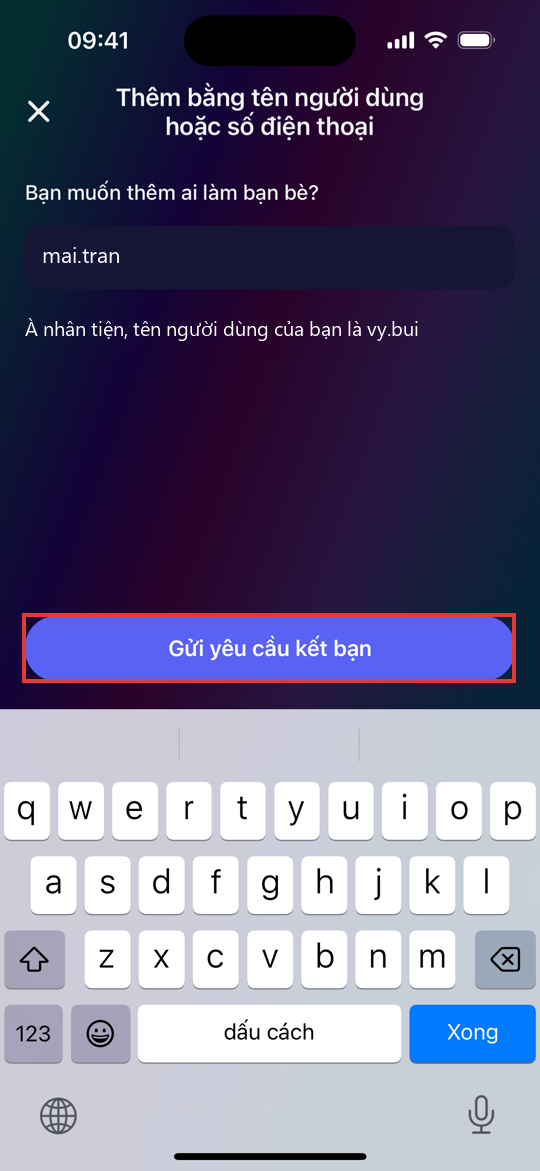 09:41
Thêm bằng tên người dùng
hoặc số điện thoại
Bạn muốn thêm ai làm bạn bè?
mai.tran
À nhân tiện, tên người dùng của bạn là vy.bui
Gửi yêu cầu kết bạn
q w e r t y u i o p
a s d f g h j k l
z x c v b n m
123 dấu cách Xong